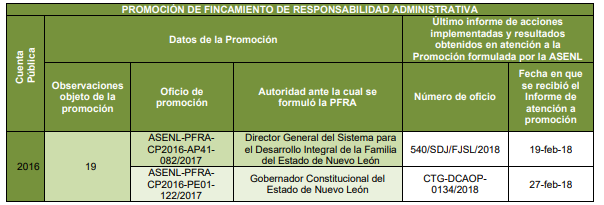 PROMOCIÓN DE FINCAMIENTO DE RESPONSABILIDAD ADMINISTRATIVA
Cuenta
Pública
Datos de la Promoción
Último informe de acciones
implementadas y resultados
obtenidos en atención a la
Promoción formulada por la ASENL
Observaciones
objeto de la
promoción
Oficio de
promoción
Autoridad ante la cual se
formuló la PFRA
Número de oficio
Fecha en que
se recibió el
Informe de
atención a
promoción
2016
19
ASENL-PFRA-
CP2016-AP41-
082/2017
Director General del Sistema para
el Desarrollo Integral de la Familia
del Estado de Nuevo León
540/SDJ/FJSL/2018
19-feb-18
ASENL-PFRA-
CP2016-PE01-
122/2017
Gobernador Constitucional del
Estado de Nuevo León
CTG-DCAOP-
0134/2018
27-feb-18